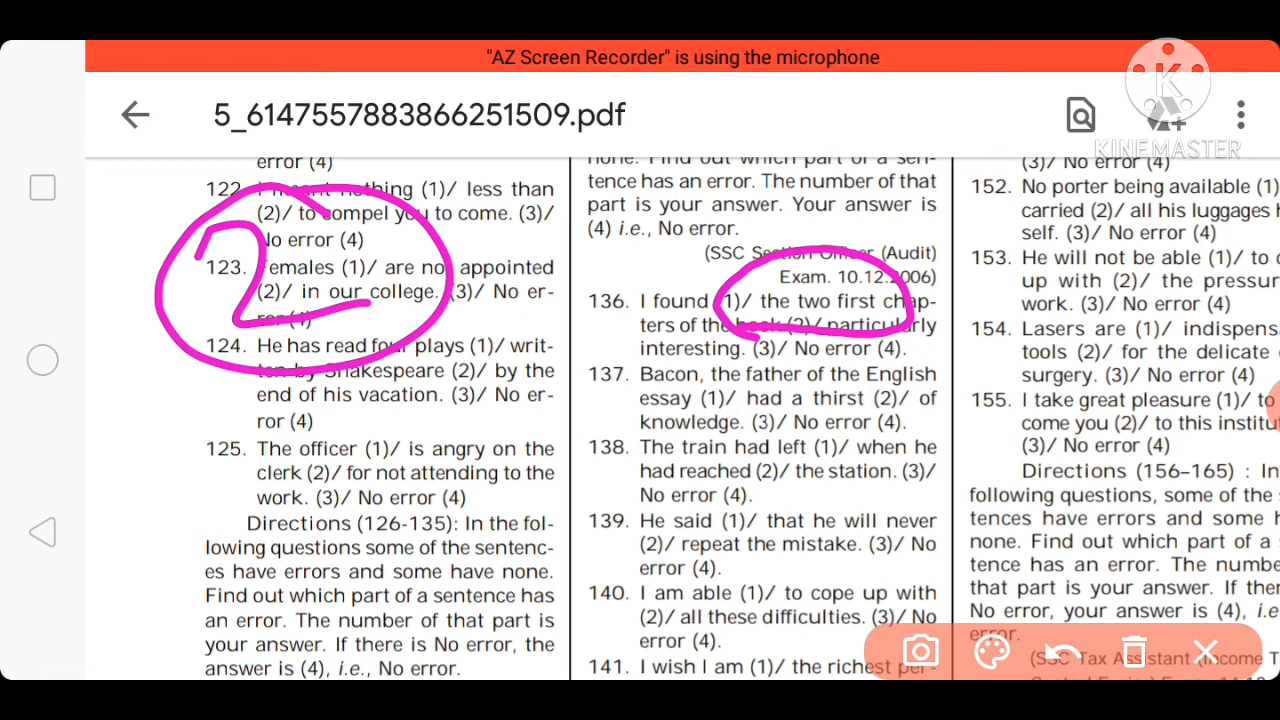 "AZ Screen Recorder" is using the microphone
K
KINEMASTER
5_6147557883866251509.pdf
error (4)
122. I meant nothing (1)/ less than
(2)/ to compel you to come. (3)/
No error (4)
123. Females (1)/ are not appointed
(2)/ in our college. (3)/ No er-
ror (4)
2
124. He has read four plays (1)/ writ-
ten by Shakespeare (2)/ by the
end of his vacation. (3)/ No er-
ror (4)
125. The officer (1)/ is angry on the
clerk (2)/ for not attending to the
work. (3)/ No error (4)
Directions (126-135): In the fol-
lowing questions some of the sentenc-
es have errors and some have none.
Find out which part of a sentence has
an error. The number of that part is
your answer. If there is No error, the
answer is (4), i.e., No error.
none. Find out which part of a sen-
tence has an error. The number of that
part is your answer. Your answer is
(4) i.e., No error.
(SSC Section Officer (Audit)
Exam. 10.12.2006)
136. I found (1)/ the two first chap-
ters of the book (2)/ particularly
interesting. (3)/ No error (4).
137. Bacon, the father of the English
essay (1)/ had a thirst (2)/ of
knowledge. (3)/ No error (4).
138. The train had left (1)/ when he
had reached (2)/ the station. (3)/
No error (4).
139. He said (1)/ that he will never
(2)/ repeat the mistake. (3)/ No
error (4).
140. I am able (1)/ to cope up with
(2)/ all these difficulties. (3)/ No
error (4).
141. I wish I am (1)/ the richest per-
(3)/ No error (4)
152. No porter being available (1)
carried (2)/ all his luggages h
self. (3)/ No error (4)
153. He will not be able (1)/ to c
up with (2)/ the pressur
work. (3)/ No error (4)
154. Lasers are (1)/ indispens
tools (2)/ for the delicate
surgery. (3)/ No error (4)
155. I take great pleasure (1)/ to
come you (2)/ to this institut
(3)/ No error (4)
Directions (156–165) : In
following questions, some of the s
tences have errors and some h
none. Find out which part of a s
tence has an error. The numbe
that part is your answer. If ther
No error, your answer is (4), i.e
error.
(SSC Tax Assistant (Income T